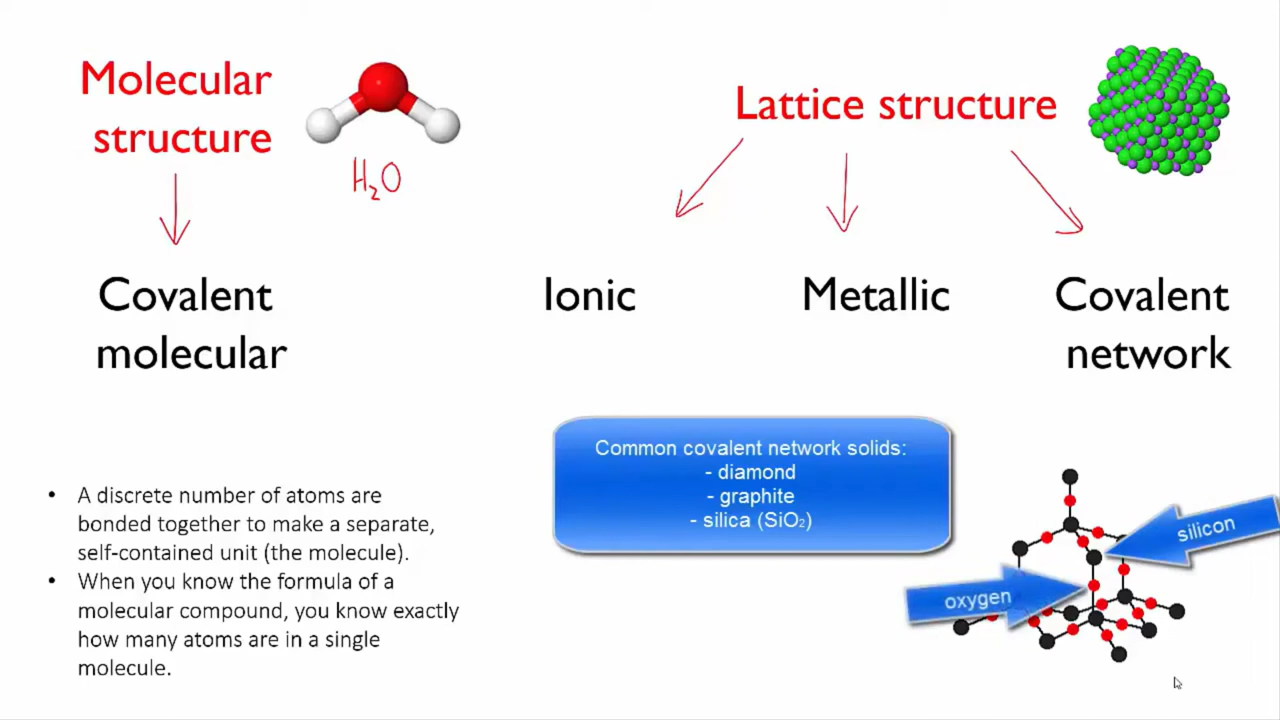 Molecular
structure
H₂O
Covalent
molecular
• A discrete number of atoms are
bonded together to make a separate,
self-contained unit (the molecule).
• When you know the formula of a
molecular compound, you know exactly
how many atoms are in a single
molecule.
Lattice structure
Ionic
Metallic
Covalent
network
Common covalent network solids:
- diamond
- graphite
- silica (SiO₂)
silicon
oxygen